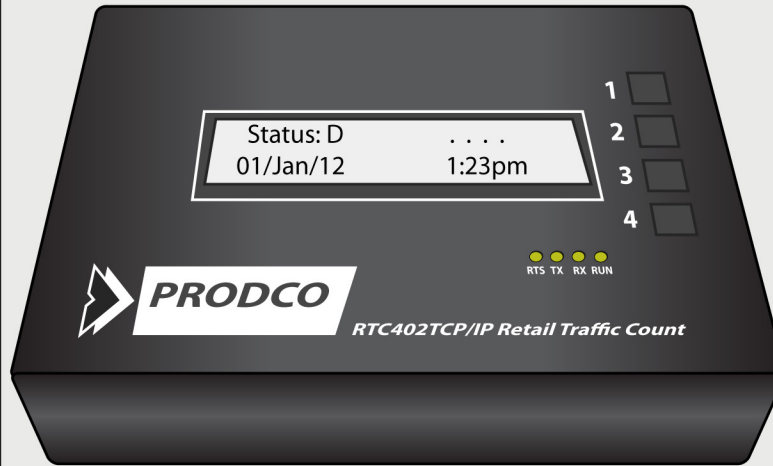 Status: D . . . .
01/Jan/12 1:23pm
1
2
3
4
RTS TX RX RUN
PRODCO
RTC402TCP/IP Retail Traffic Count